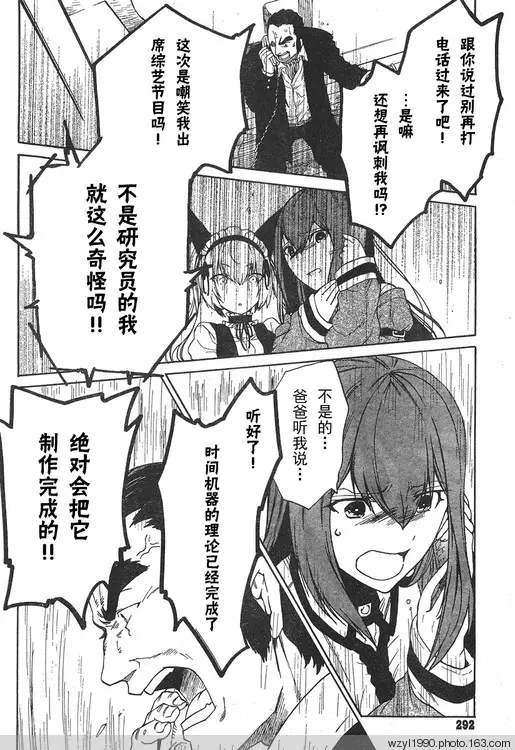 跟你说过别再打
电话过来了吧！
…是嘛
还想再讽刺我吗!?
这次是嘲笑我出
席综艺节目吗！
不是研究员的我
就这么奇怪吗!!
不是的…
爸爸听我说…
听好了！
时间机器的理论已经完成了
绝对会把它
制作完成的!!
292
wzyl1990.photo.163.com